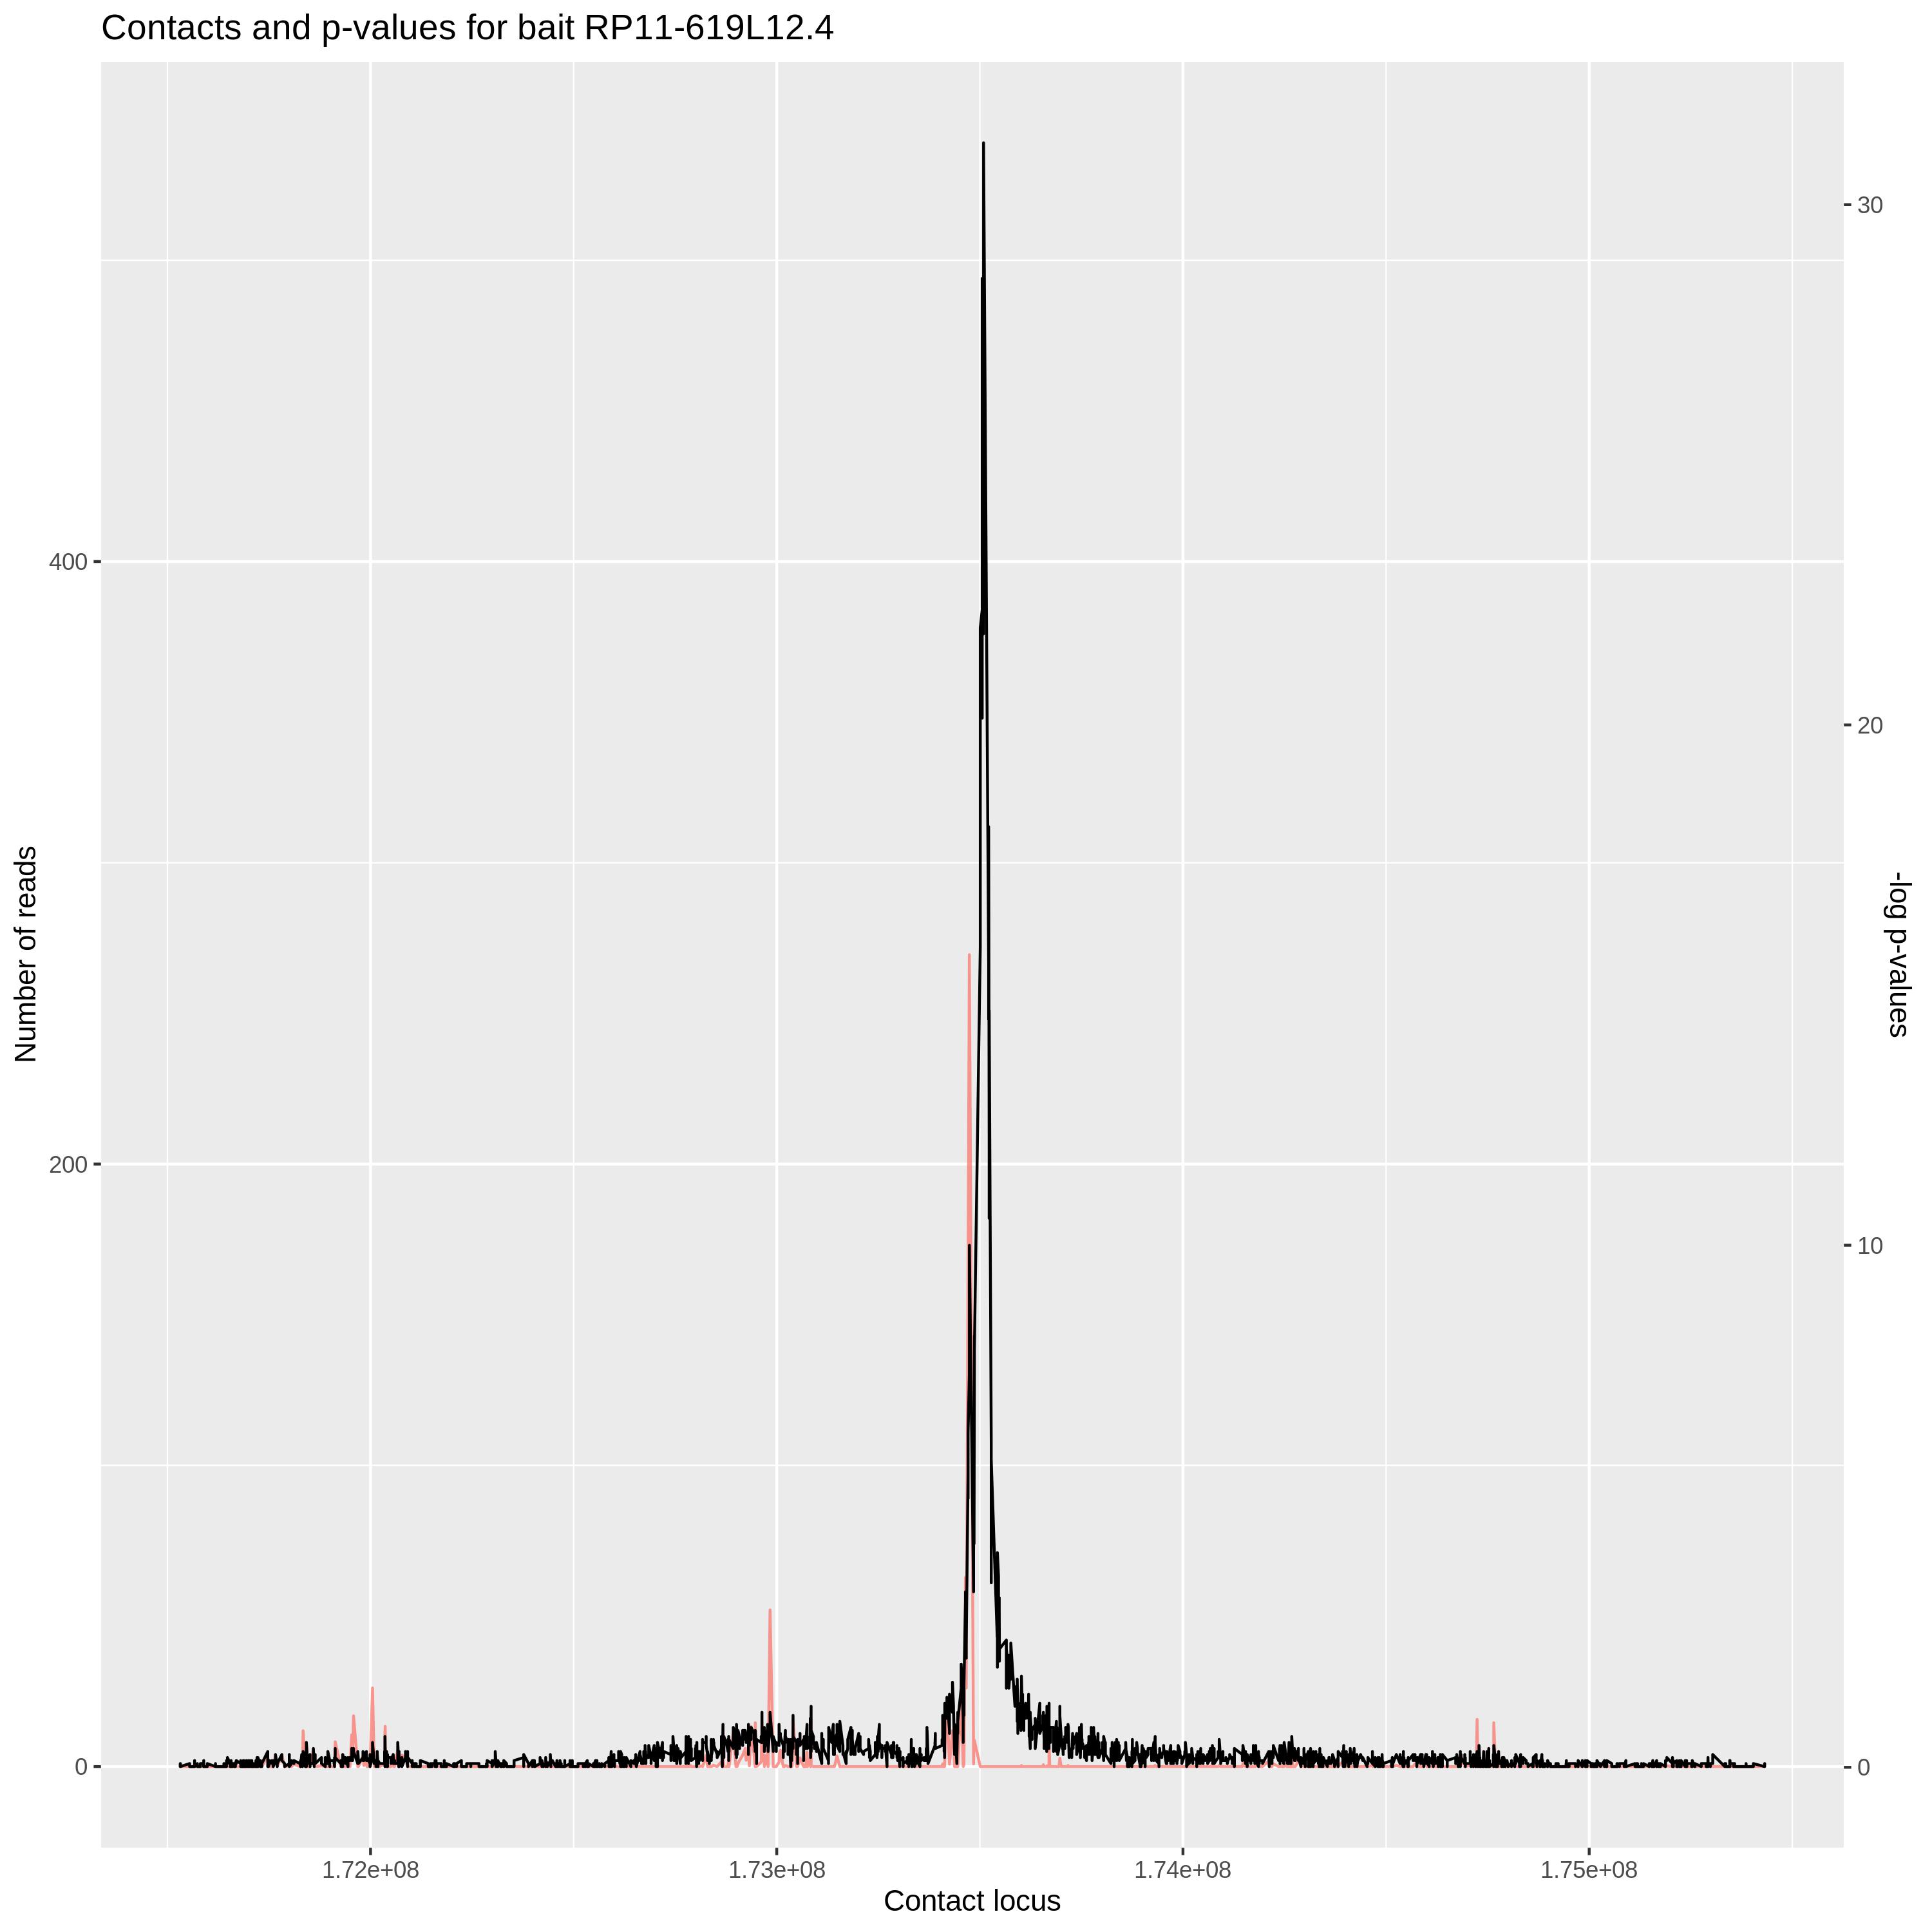 Contacts and p-values for bait RP11-619L12.4
400
200
0
Number of reads
30
20
10
0
-log p-values
1.72e+08
1.73e+08
1.74e+08
1.75e+08
Contact locus